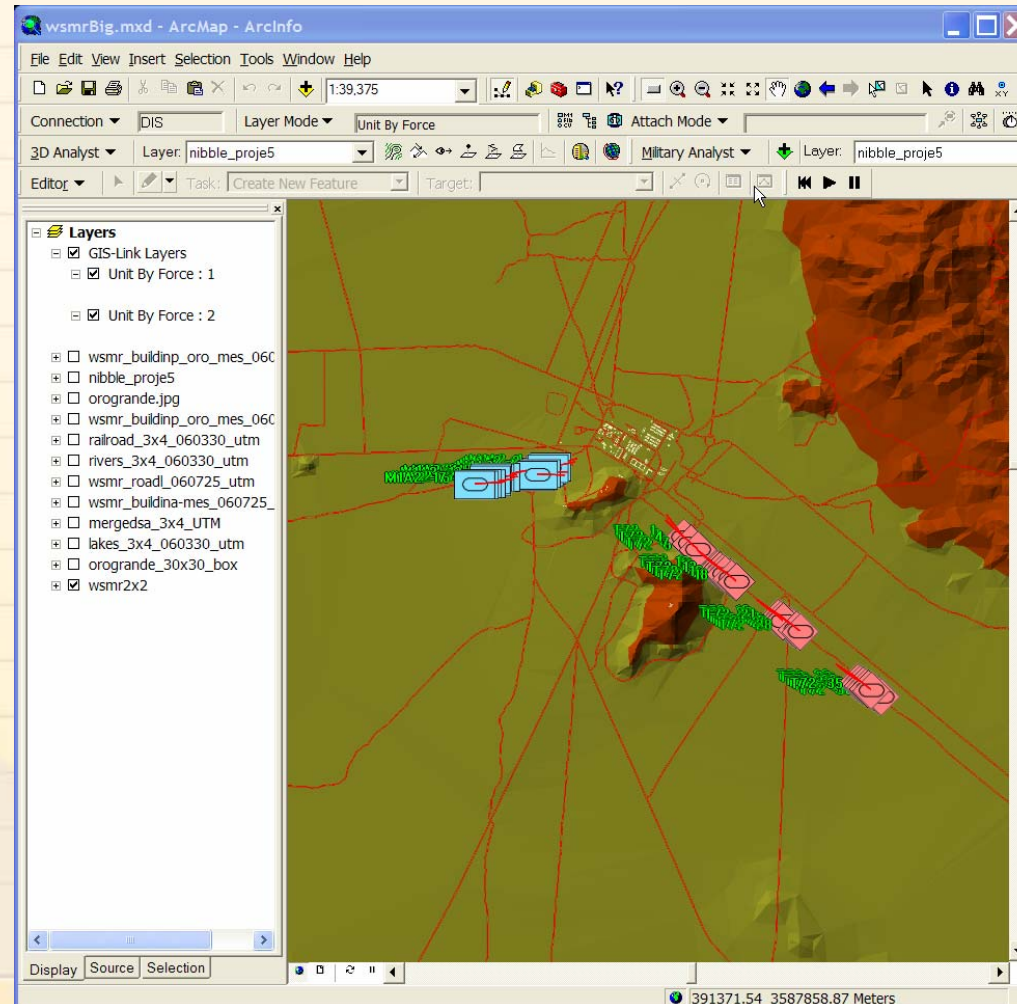 wsmrBig.mxd - ArcMap - ArcInfo
File Edit View Insert Selection Tools Window Help
1:39,375
Connection DIS Layer Mode Unit By Force Attach Mode
3D Analyst Layer: nibble_proje5 Military Analyst Layer: nibble_proje5
Editor Task: Create New Feature Target:
Layers
GIS-Link Layers
Unit By Force : 1
Unit By Force : 2
wsmr_buildinp_oro_mes_060
nibble_proje5
orogrande.jpg
wsmr_buildinp_oro_mes_060
railroad_3x4_060330_utm
rivers_3x4_060330_utm
wsmr_roadl_060725_utm
wsmr_buildina-mes_060725_
mergedsa_3x4_UTM
lakes_3x4_060330_utm
orogrande_30x30_box
wsmr2x2
Display Source Selection
391371.54 3587858.87 Meters